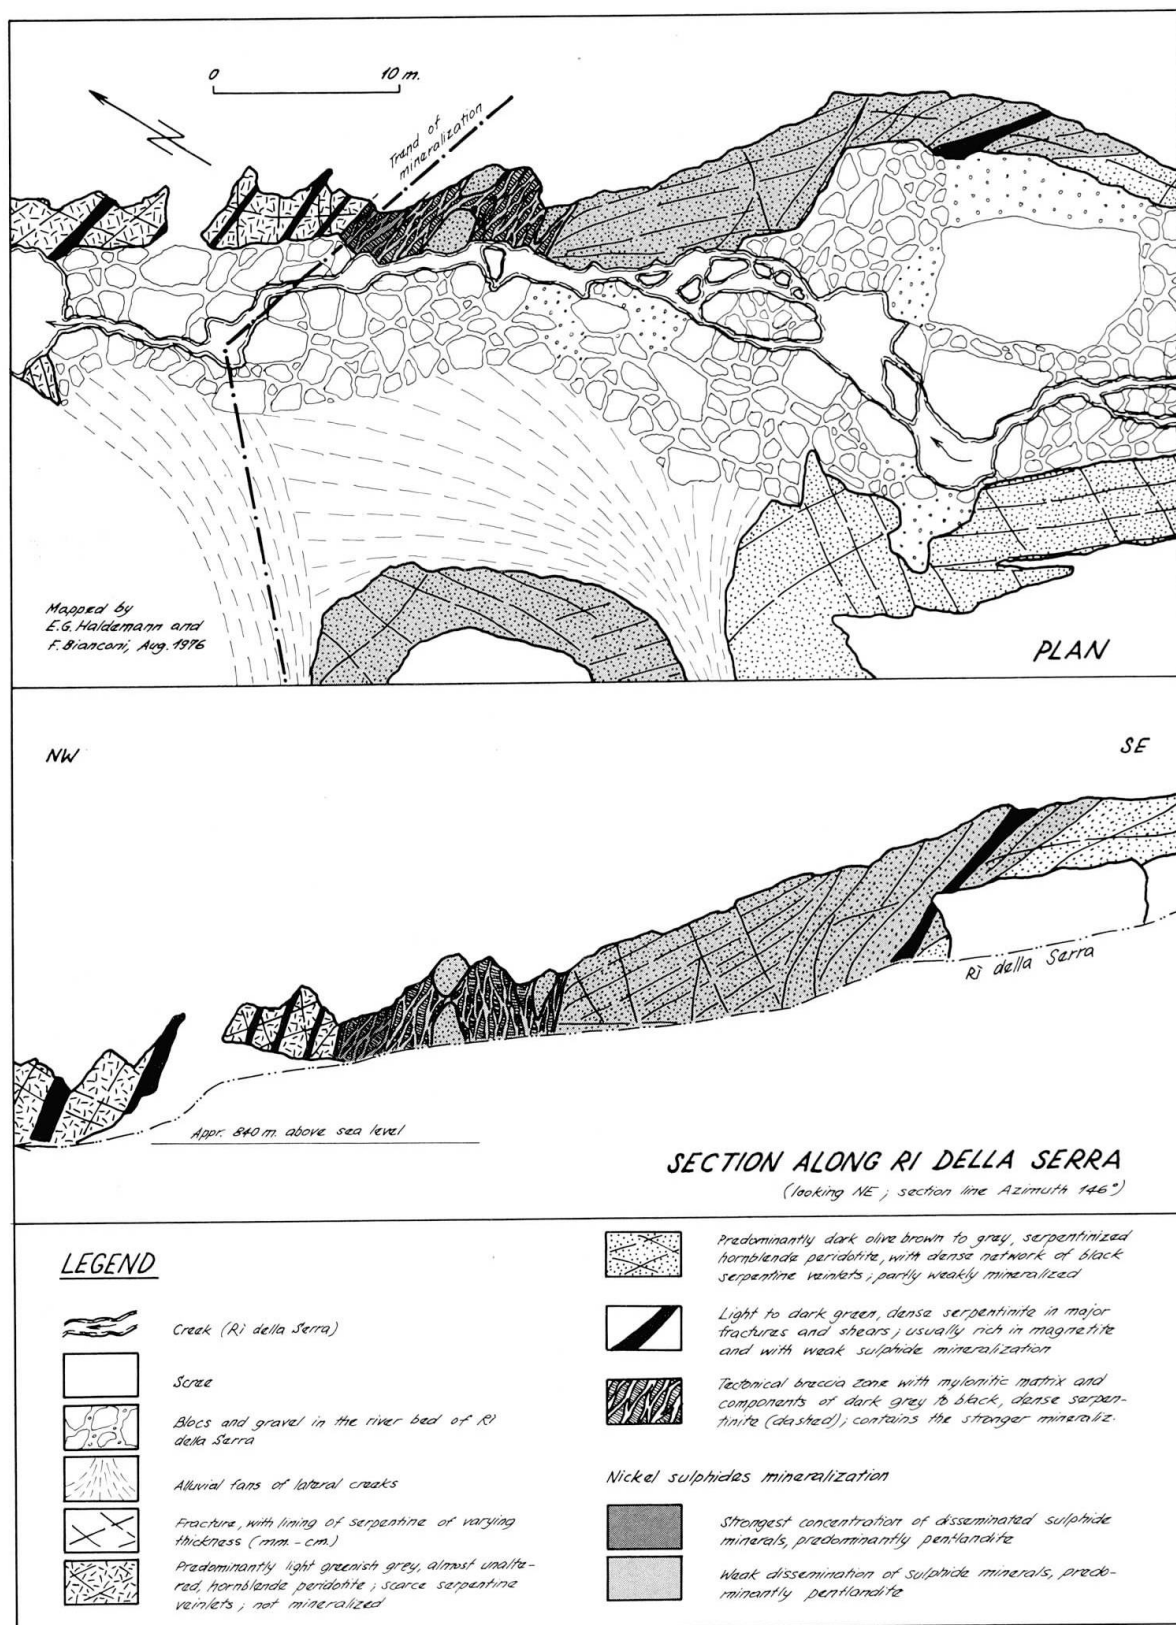 0 10 m.
Trend of
mineralization
Mapped by
E.G. Haldemann and
F. Bianconi, Aug. 1976
PLAN
NW
SE
Rì della Serra
Appr. 840 m. above sea level
SECTION ALONG RI DELLA SERRA
(looking NE ; section line Azimuth 146°)
LEGEND
Creek (Rì della Serra)
Scree
Blocs and gravel in the river bed of Rì
della Serra
Alluvial fans of lateral creeks
Fracture, with lining of serpentine of varying
thickness (mm.-cm.)
Predominantly light greenish grey, almost unalte-
red, hornblende peridotite ; scarce serpentine
veinlets ; not mineralized
Predominantly dark olive brown to gray, serpentinized
hornblende peridotite, with dense network of black
serpentine veinlets ; partly weakly mineralized
Light to dark green, dense serpentinite in major
fractures and shears ; usually rich in magnetite
and with weak sulphide mineralization
Tectonical breccia zone with mylonitic matrix and
components of dark grey to black, dense serpen-
tinite (dashed) ; contains the stronger mineraliz.
Nickel sulphides mineralization
Strongest concentration of disseminated sulphide
minerals, predominantly pentlandite
Weak dissemination of sulphide minerals, predo-
minantly pentlandite